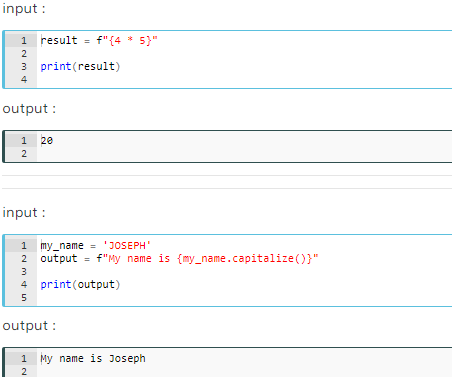 input :
1 result = f"{4 * 5}"
2
3 print(result)
4
output :
1 20
2
input :
1 my_name = 'JOSEPH'
2 output = f"My name is {my_name.capitalize()}"
3
4 print(output)
5
output :
1 My name is Joseph
2